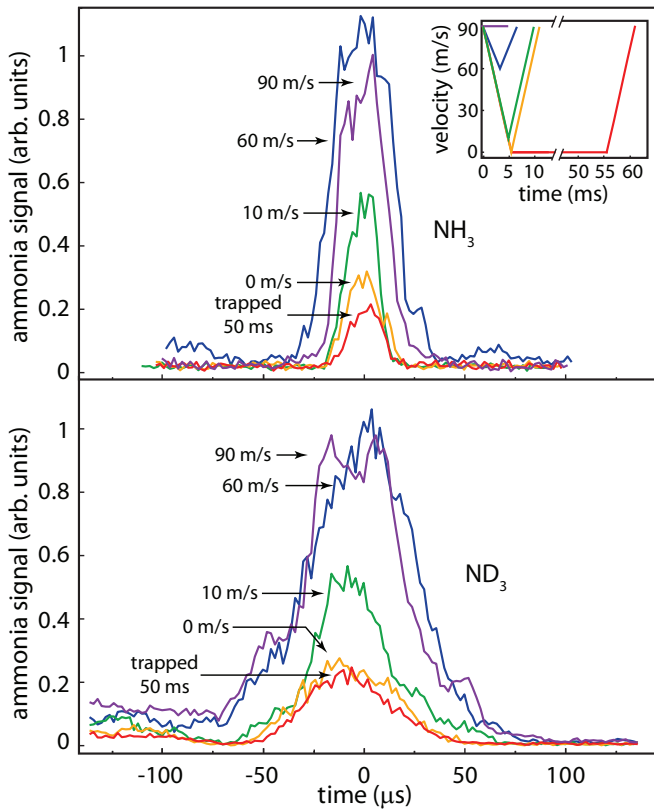 ammonia signal (arb. units)
1
0.8
0.6
0.4
0.2
0
90 m/s
60 m/s
10 m/s
0 m/s
trapped
50 ms
NH3
velocity (m/s)
90
60
30
0
0 5 10 50 55 60
time (ms)
ammonia signal (arb. units)
1
0.8
0.6
0.4
0.2
0
90 m/s
60 m/s
10 m/s
0 m/s
trapped
50 ms
ND3
-100 -50 0 50 100
time (μs)